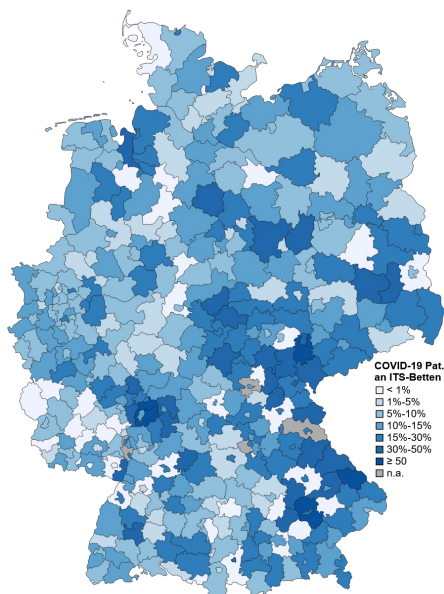 COVID-19 Pat.
an ITS-Betten
< 1%
1%-5%
5%-10%
10%-15%
15%-30%
30%-50%
≥ 50
n.a.